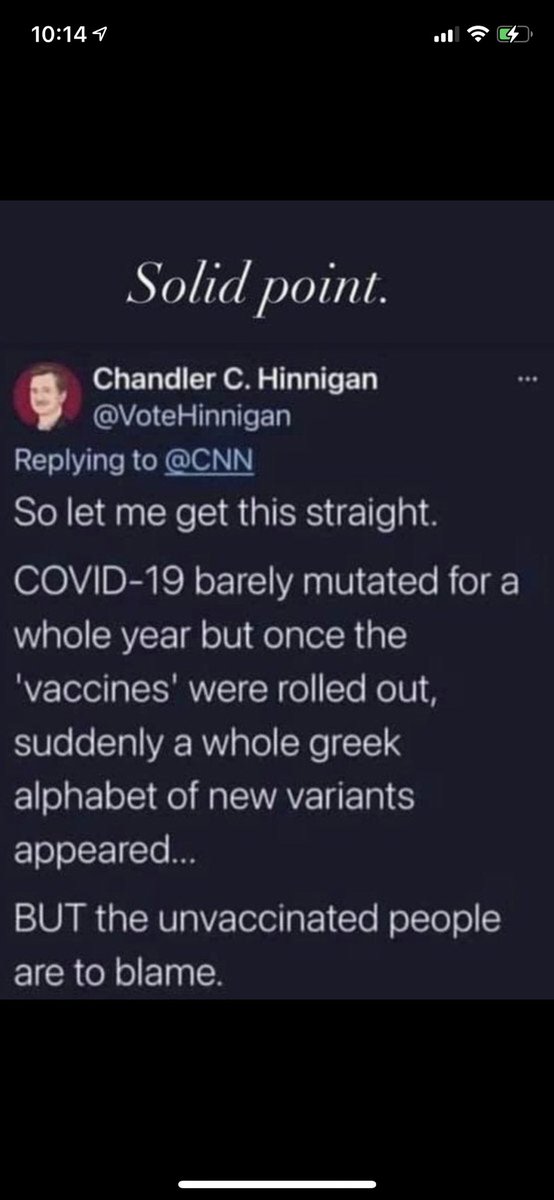 10:14
Solid point.
Chandler C. Hinnigan
@VoteHinnigan
Replying to @CNN
So let me get this straight.
COVID-19 barely mutated for a
whole year but once the
'vaccines' were rolled out,
suddenly a whole greek
alphabet of new variants
appeared...
BUT the unvaccinated people
are to blame.